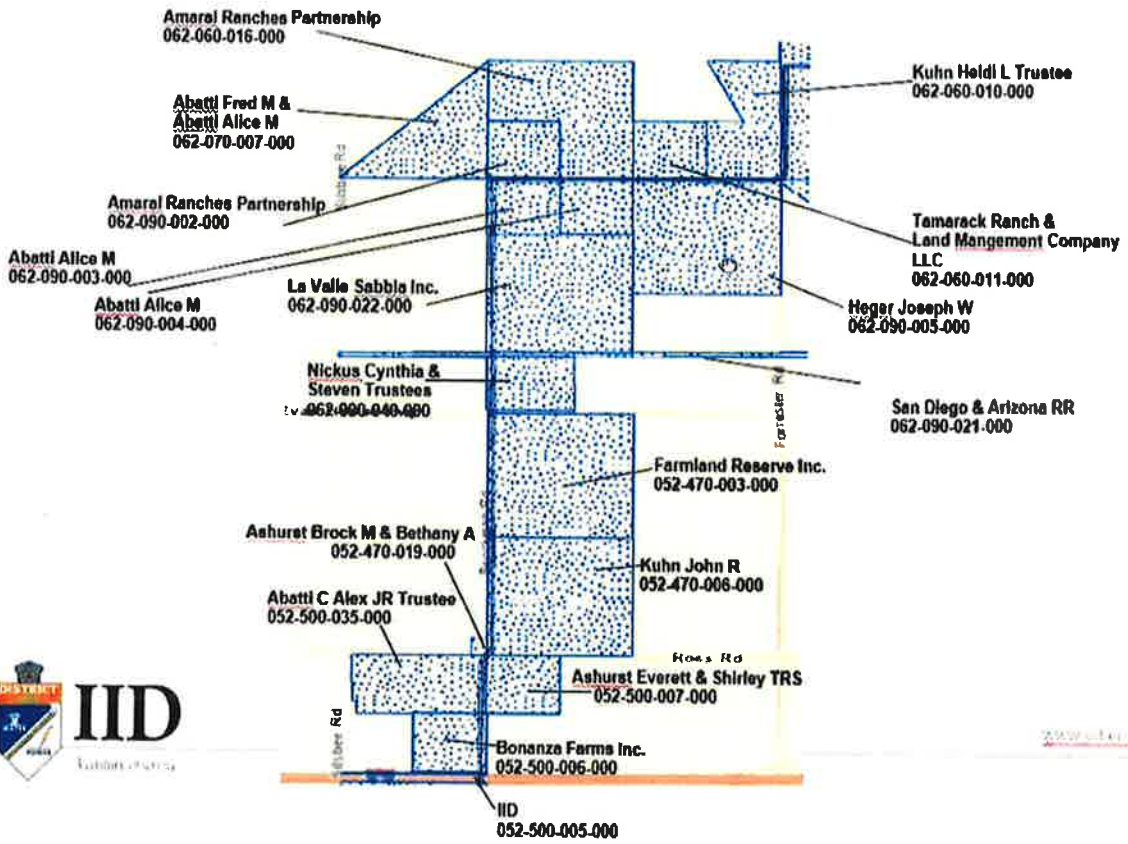 Amaral Ranches Partnership
062-060-016-000
Abatti Fred M &
Abatti Alice M
062-070-007-000
Kuhn Heidi L Trustee
062-060-010-000
Amaral Ranches Partnership
062-090-002-000
Tamarack Ranch &
Land Mangement Company
LLC
062-060-011-000
Abatti Alice M
062-090-003-000
Abatti Alice M
062-090-004-000
La Valle Sabbia Inc.
062-090-022-000
Heger Joseph W
062-090-005-000
Nickus Cynthia &
Steven Trustees
Forrester Rd
San Diego & Arizona RR
062-090-021-000
Farmland Reserve Inc.
052-470-003-000
Ashurst Brock M & Bethany A
052-470-019-000
Kuhn John R
052-470-006-000
Abatti C Alex JR Trustee
052-500-035-000
Ross Rd
Ashurst Everett & Shirley TRS
052-500-007-000
Silsbee Rd
Bonanza Farms Inc.
052-500-006-000
IID
052-500-005-000
DISTRICT
IID